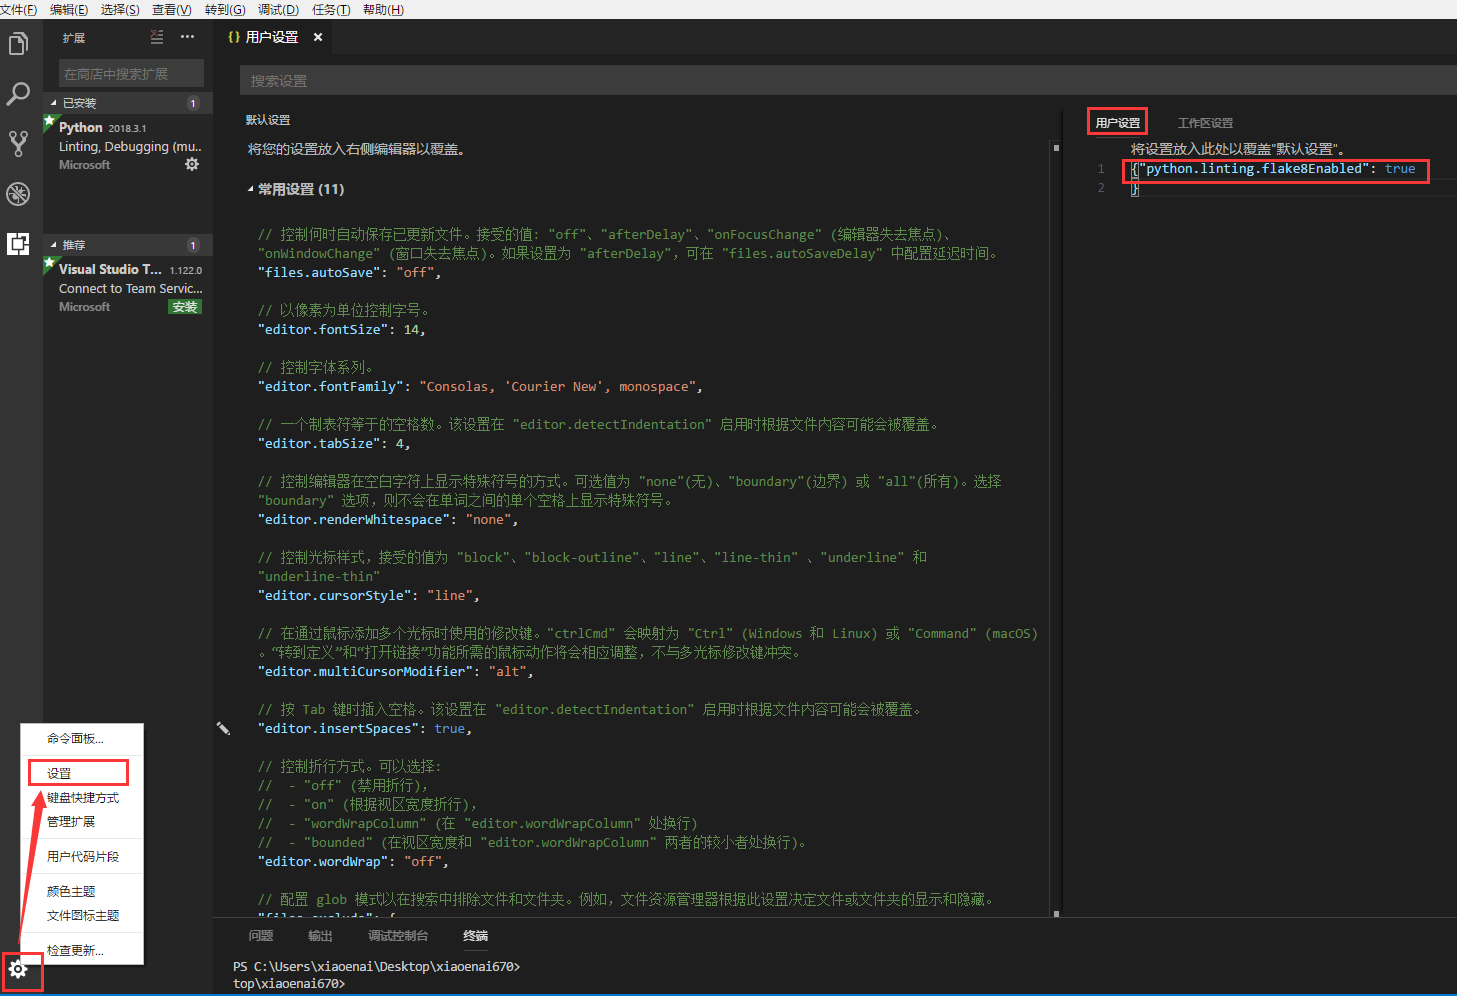 文件(F) 编辑(E) 选择(S) 查看(V) 转到(G) 调试(D) 任务(T) 帮助(H)
扩展
在商店中搜索扩展
已安装 1
Python 2018.3.1
Linting, Debugging (mu...
Microsoft
推荐 1
Visual Studio T... 1.122.0
Connect to Team Servic...
Microsoft 安装
{} 用户设置 ×
搜索设置
默认设置
将您的设置放入右侧编辑器以覆盖。
常用设置 (11)
// 控制何时自动保存已更新文件。接受的值: "off"、"afterDelay"、"onFocusChange" (编辑器失去焦点)、
"onWindowChange" (窗口失去焦点)。如果设置为 "afterDelay"，可在 "files.autoSaveDelay" 中配置延迟时间。
"files.autoSave": "off",
// 以像素为单位控制字号。
"editor.fontSize": 14,
// 控制字体系列。
"editor.fontFamily": "Consolas, 'Courier New', monospace",
// 一个制表符等于的空格数。该设置在 "editor.detectIndentation" 启用时根据文件内容可能会被覆盖。
"editor.tabSize": 4,
// 控制编辑器在空白字符上显示特殊符号的方式。可选值为 "none"(无)、"boundary"(边界) 或 "all"(所有)。选择
"boundary" 选项，则不会在单词之间的单个空格上显示特殊符号。
"editor.renderWhitespace": "none",
// 控制光标样式，接受的值为 "block"、"block-outline"、"line"、"line-thin" 、"underline" 和
"underline-thin"
"editor.cursorStyle": "line",
// 在通过鼠标添加多个光标时使用的修改键。"ctrlCmd" 会映射为 "Ctrl" (Windows 和 Linux) 或 "Command" (macOS)
。“转到定义”和“打开链接”功能所需的鼠标动作将会相应调整，不与多光标修改键冲突。
"editor.multiCursorModifier": "alt",
// 按 Tab 键时插入空格。该设置在 "editor.detectIndentation" 启用时根据文件内容可能会被覆盖。
"editor.insertSpaces": true,
// 控制折行方式。可以选择:
// - "off" (禁用折行)，
// - "on" (根据视区宽度折行)，
// - "wordWrapColumn" (在 "editor.wordWrapColumn" 处换行)
// - "bounded" (在视区宽度和 "editor.wordWrapColumn" 两者的较小者处换行)。
"editor.wordWrap": "off",
// 配置 glob 模式以在搜索中排除文件和文件夹。例如，文件资源管理器根据此设置决定文件或文件夹的显示和隐藏。
"files.exclude": {
用户设置 工作区设置
将设置放入此处以覆盖"默认设置"。
1 {"python.linting.flake8Enabled": true
2 }
命令面板...
设置
键盘快捷方式
管理扩展
用户代码片段
颜色主题
文件图标主题
检查更新...
问题 输出 调试控制台 终端
PS C:\Users\xiaoenai\Desktop\xiaoenai670>
top\xiaoenai670>